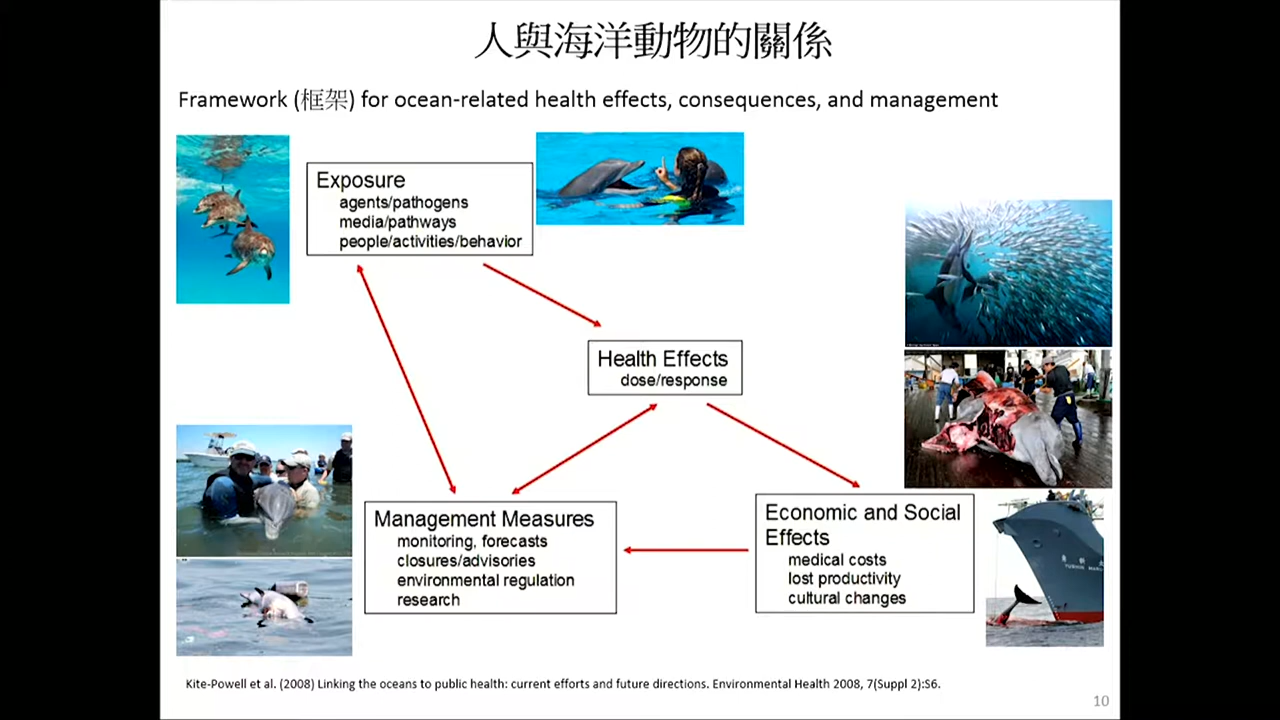 人與海洋動物的關係
Framework (框架) for ocean-related health effects, consequences, and management
Exposure
agents/pathogens
media/pathways
people/activities/behavior
Health Effects
dose/response
Management Measures
monitoring, forecasts
closures/advisories
environmental regulation
research
Economic and Social
Effects
medical costs
lost productivity
cultural changes
Kite-Powell et al. (2008) Linking the oceans to public health: current efforts and future directions. Environmental Health 2008, 7(Suppl 2):S6.
10